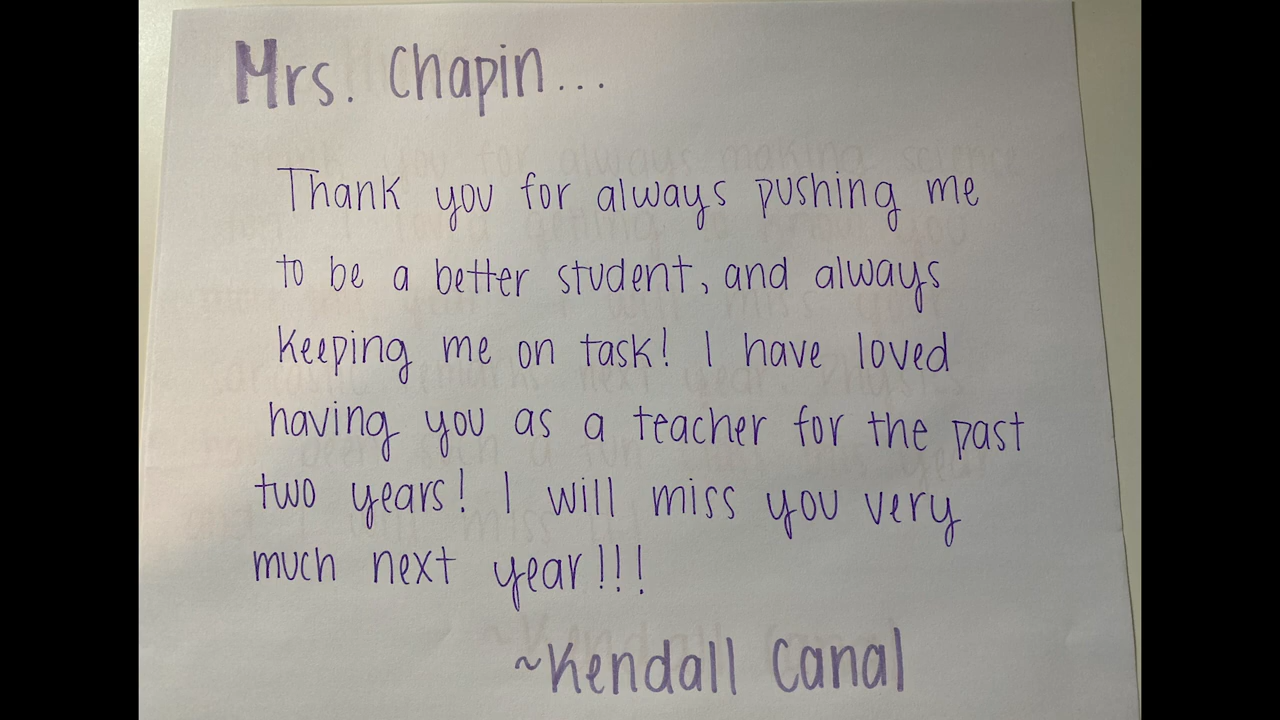 Mrs. Chapin...
Thank you for always pushing me
to be a better student, and always
keeping me on task! I have loved
having you as a teacher for the past
two years! I will miss you very
much next year!!!
~Kendall Canal